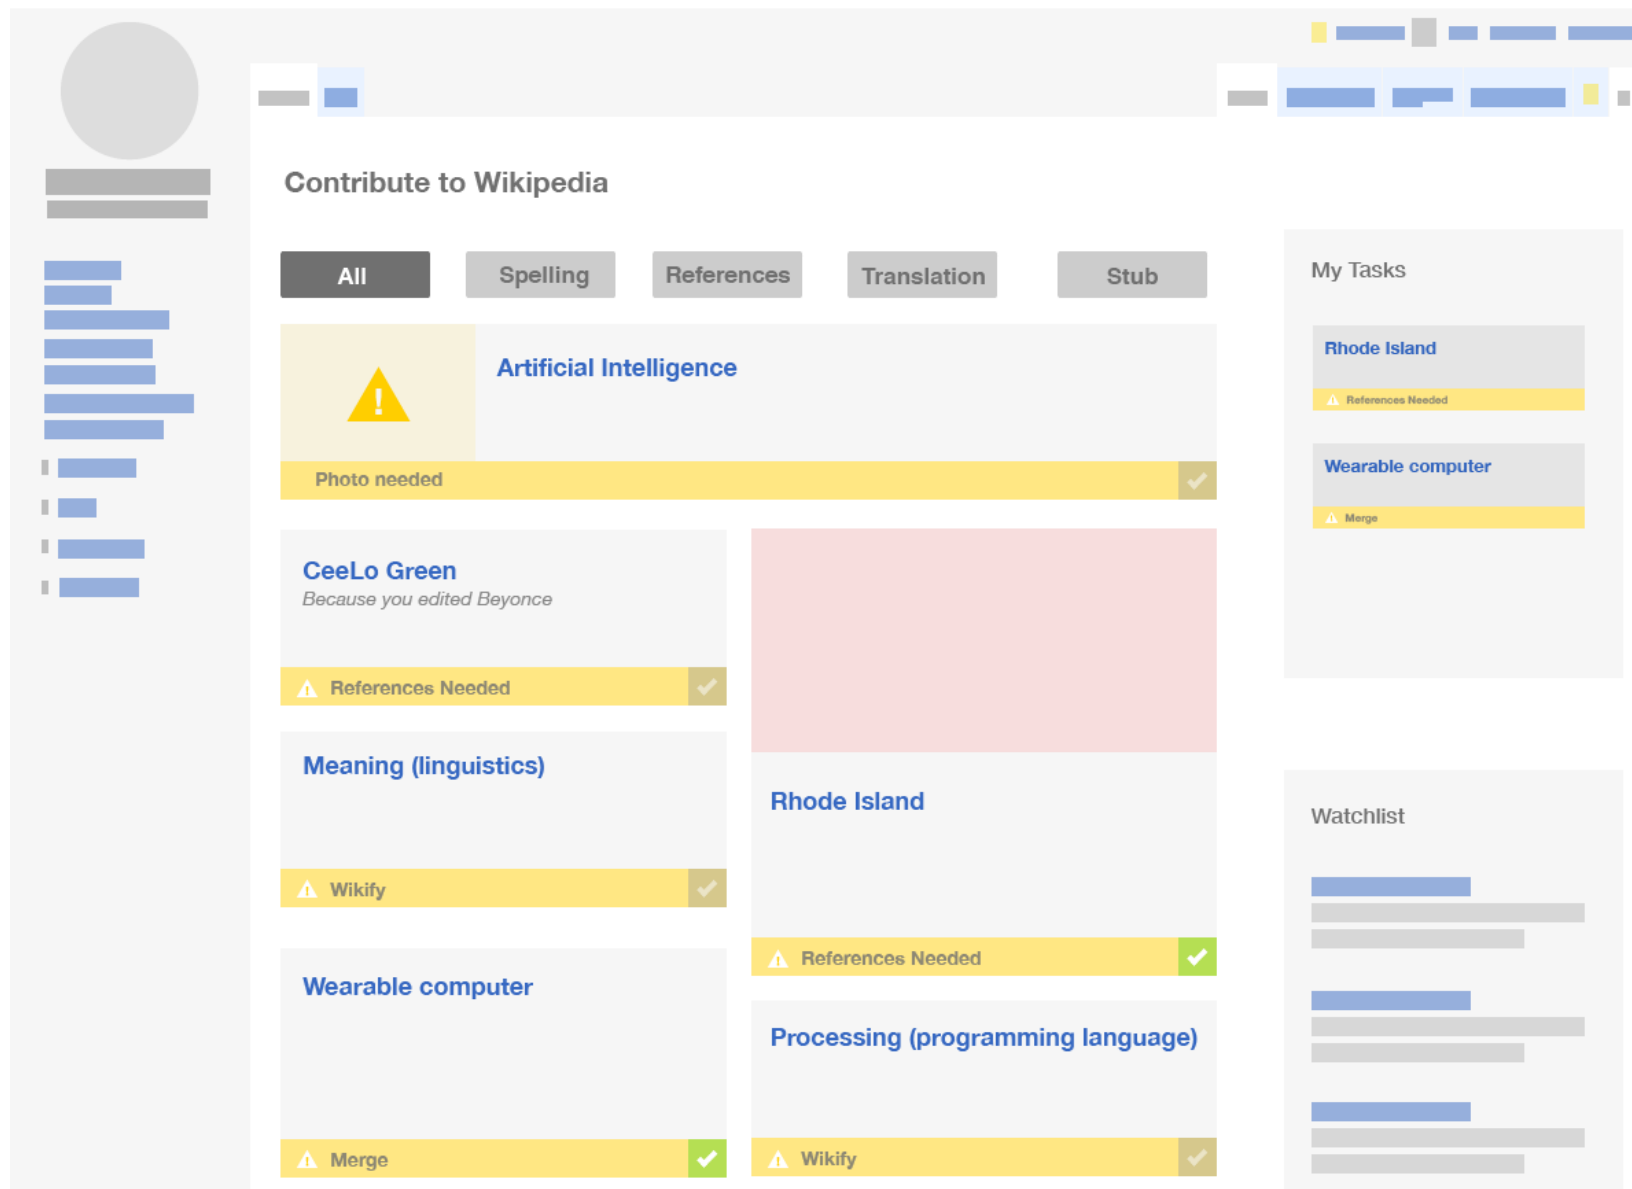 Contribute to Wikipedia
All
Spelling
References
Translation
Stub
Artificial Intelligence
Photo needed
CeeLo Green
Because you edited Beyonce
References Needed
Meaning (linguistics)
Wikify
Wearable computer
Merge
Rhode Island
References Needed
Processing (programming language)
Wikify
My Tasks
Rhode Island
References Needed
Wearable computer
Merge
Watchlist